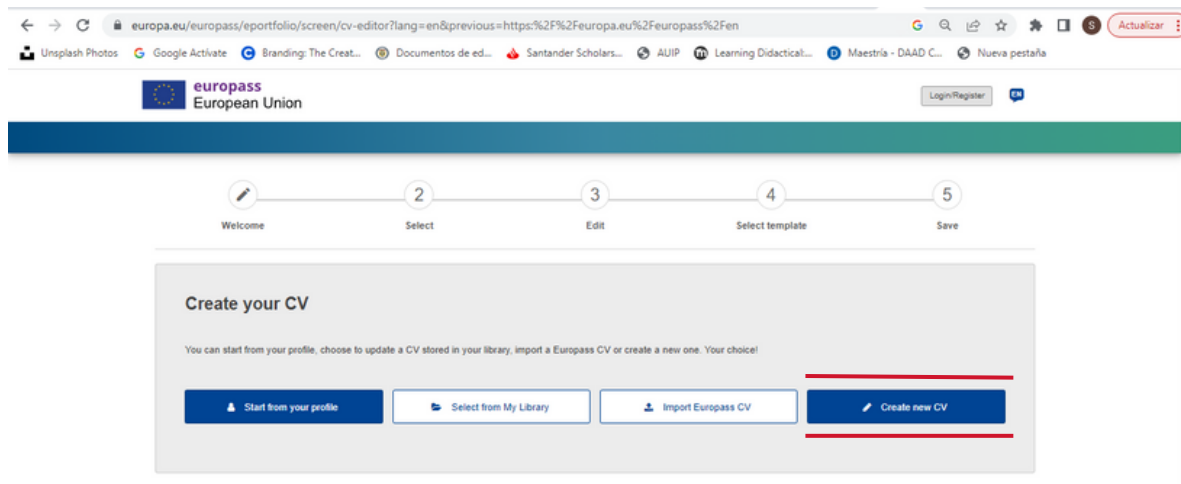 europa.eu/europass/eportfolio/screen/cv-editor?lang=en&previous=https:%2F%2Feuropa.eu%2Feuropass%2Fen
S
Actualizar
Unsplash Photos
Google Actívate
Branding: The Creat...
Documentos de ed...
Santander Scholars...
AUIP
Learning Didactical:...
Maestría - DAAD C...
Nueva pestaña
europass
European Union
Login/Register
EN
2
3
4
5
Welcome
Select
Edit
Select template
Save
Create your CV
You can start from your profile, choose to update a CV stored in your library, import a Europass CV or create a new one. Your choice!
Start from your profile
Select from My Library
Import Europass CV
Create new CV